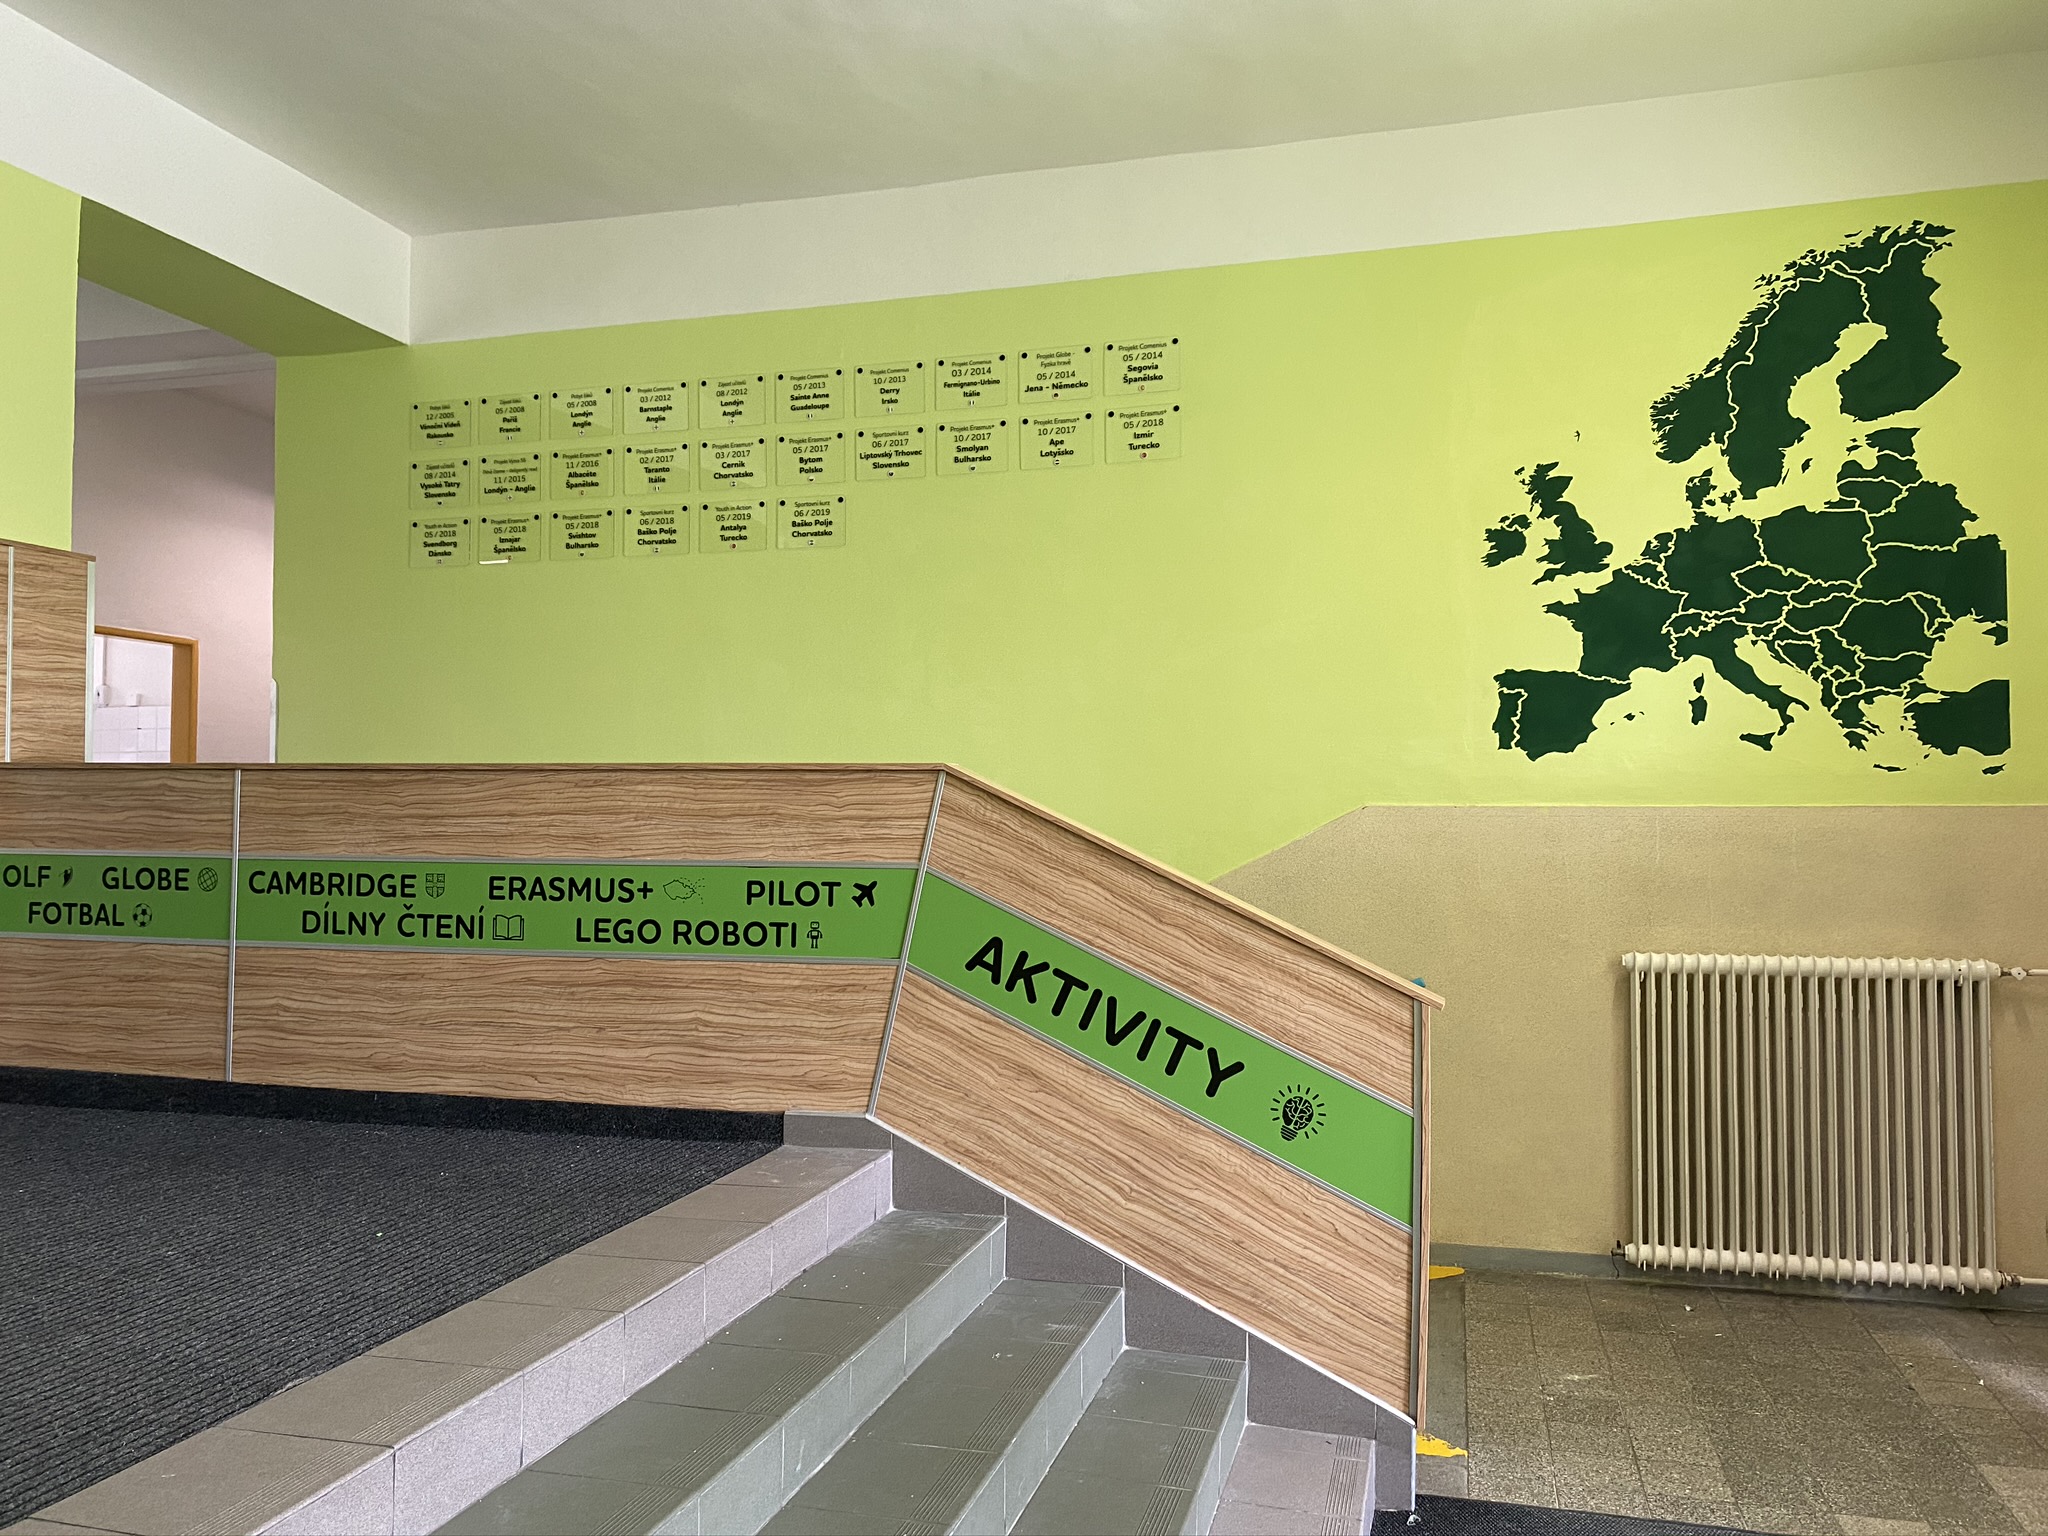 12 / 2005
Vánoční Vídeň
Rakousko
05 / 2008
Paříž
Francie
05 / 2008
Londýn
Anglie
Projekt Comenius
03 / 2012
Barnstaple
Anglie
Zájezd učitelů
08 / 2012
Londýn
Anglie
Projekt Comenius
05 / 2013
Sainte Anne
Guadeloupe
Projekt Comenius
10 / 2013
Derry
Irsko
Projekt Comenius
03 / 2014
Fermignano-Urbino
Itálie
Projekt Globe -
Fyzika hravě
05 / 2014
Jena - Německo
Projekt Comenius
05 / 2014
Segovia
Španělsko
Zájezd učitelů
08 / 2014
Vysoké Tatry
Slovensko
11 / 2015
Londýn - Anglie
Projekt Erasmus+
11 / 2016
Albacete
Španělsko
Projekt Erasmus+
02 / 2017
Taranto
Itálie
Projekt Erasmus+
03 / 2017
Cernik
Chorvatsko
Projekt Erasmus+
05 / 2017
Bytom
Polsko
Sportovní kurz
06 / 2017
Liptovský Trhovec
Slovensko
Projekt Erasmus+
10 / 2017
Smolyan
Bulharsko
Projekt Erasmus+
10 / 2017
Ape
Lotyšsko
Projekt Erasmus+
05 / 2018
Izmir
Turecko
Youth in Action
05 / 2018
Svendborg
Dánsko
Projekt Erasmus+
05 / 2018
Iznajar
Španělsko
Projekt Erasmus+
05 / 2018
Svishtov
Bulharsko
Sportovní kurz
06 / 2018
Baško Polje
Chorvatsko
Youth in Action
05 / 2019
Antalya
Turecko
Sportovní kurz
06 / 2019
Baško Polje
Chorvatsko
OLF GLOBE CAMBRIDGE ERASMUS+ PILOT
FOTBAL DÍLNY ČTENÍ LEGO ROBOTI
AKTIVITY